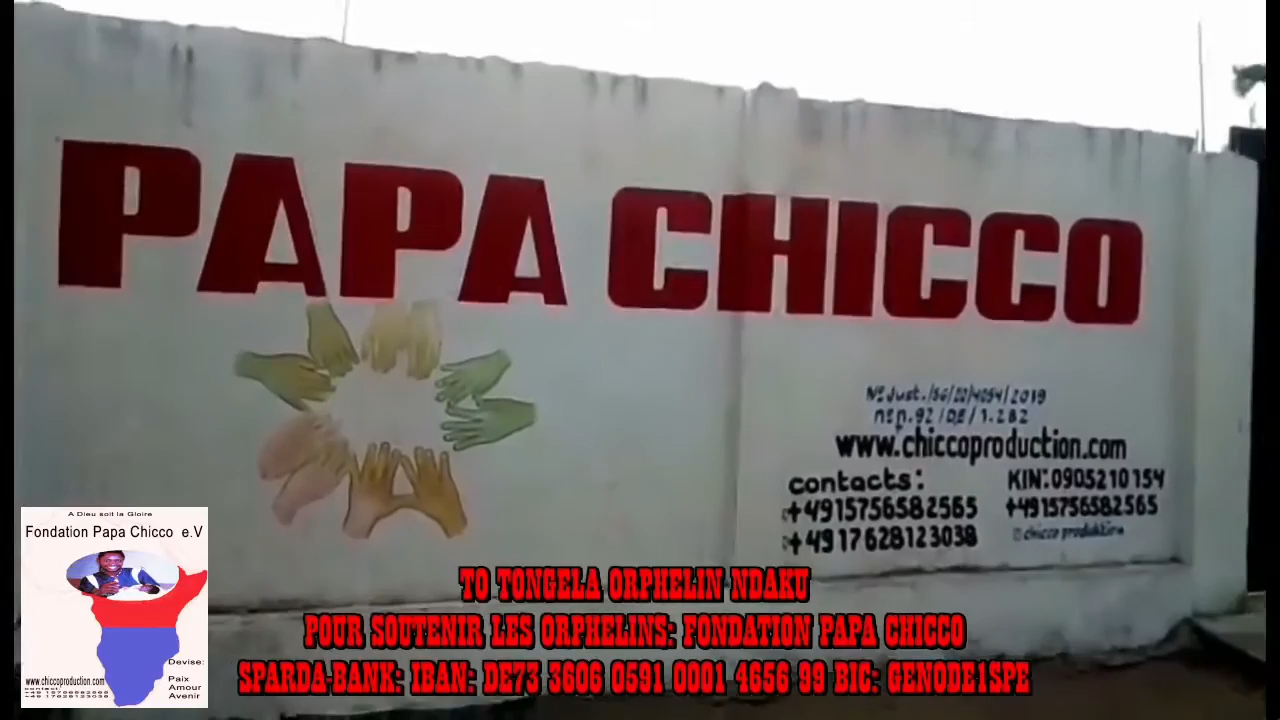 PAPA CHICCO
www.chiccoproduction.com
contacts:
+4915756582565
+4917628123038
KIN:0905210154
+4915756582565
chicco produktion
A Dieu soit la Gloire
Fondation Papa Chicco e.V
Devise:
Paix
Amour
Avenir
www.chiccoproduction.com
TO TONGELA ORPHELIN NDAKU
POUR SOUTENIR LES ORPHELINS: FONDATION PAPA CHICCO
SPARDA-BANK: IBAN: DE73 3606 0591 0001 4656 99 BIC: GENODE1SPE